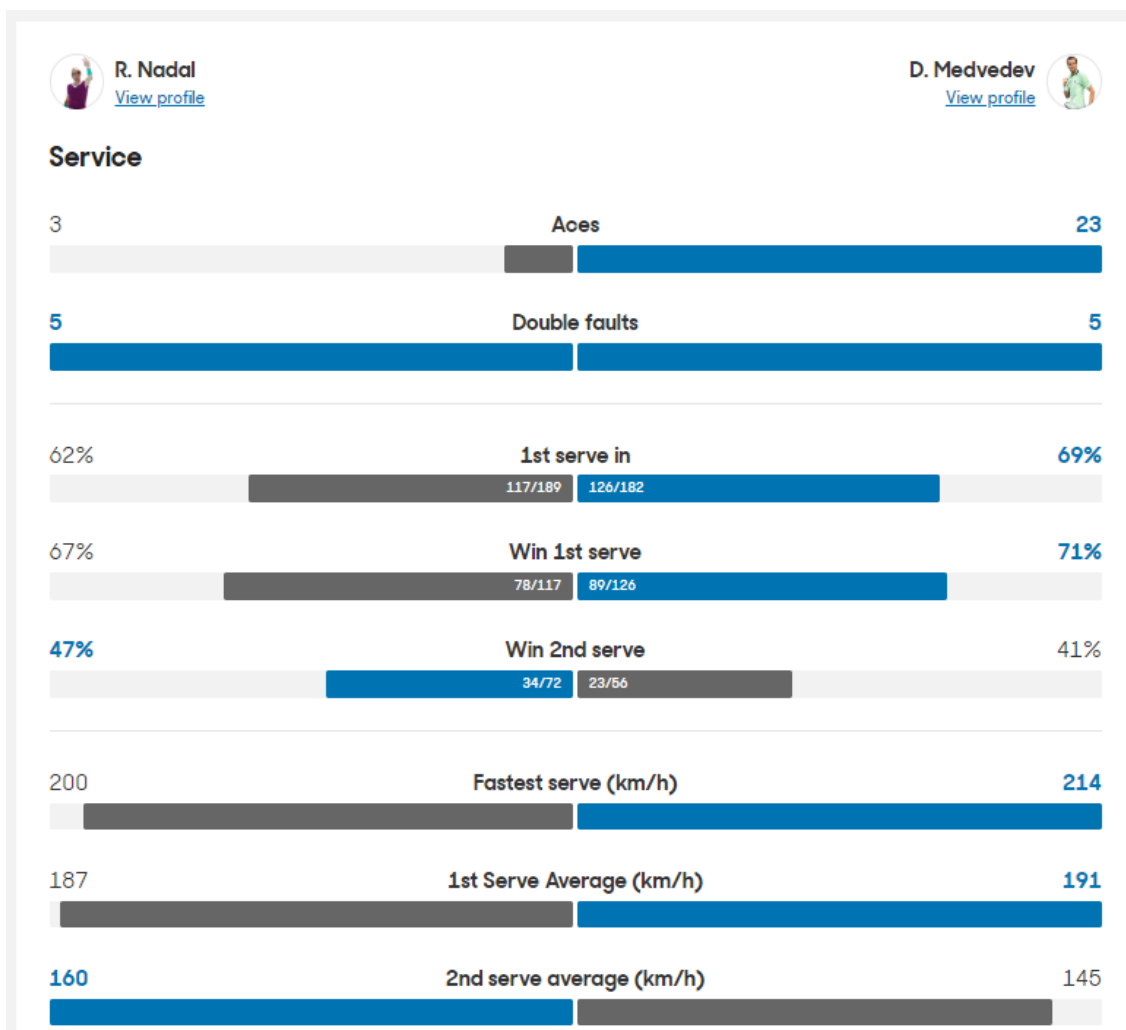 R. Nadal D. Medvedev
View profile View profile
Service
3 Aces 23
5 Double faults 5
62% 1st serve in 69%
117/189 126/182
67% Win 1st serve 71%
78/117 89/126
47% Win 2nd serve 41%
34/72 23/56
200 Fastest serve (km/h) 214
187 1st Serve Average (km/h) 191
160 2nd serve average (km/h) 145